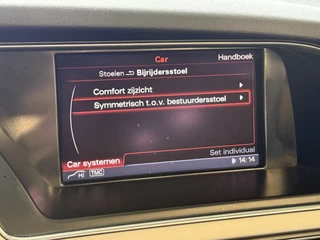 Car
Handboek
Stoelen Bijrijdersstoel
Comfort zijzicht
Symmetrisch t.o.v. bestuurdersstoel
Set individual
Car systemen
14:14
HI TMC